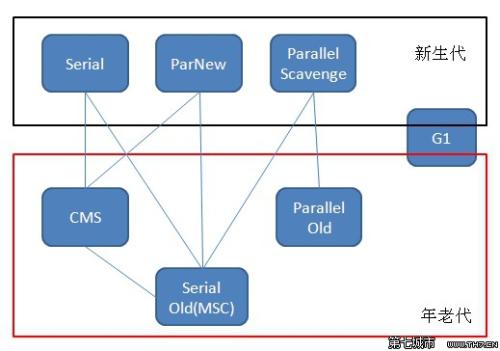 Serial
ParNew
Parallel
Scavenge
新生代
G1
CMS
Parallel
Old
Serial
Old(MSC)
年老代
第七城市 WWW.TH7.CN